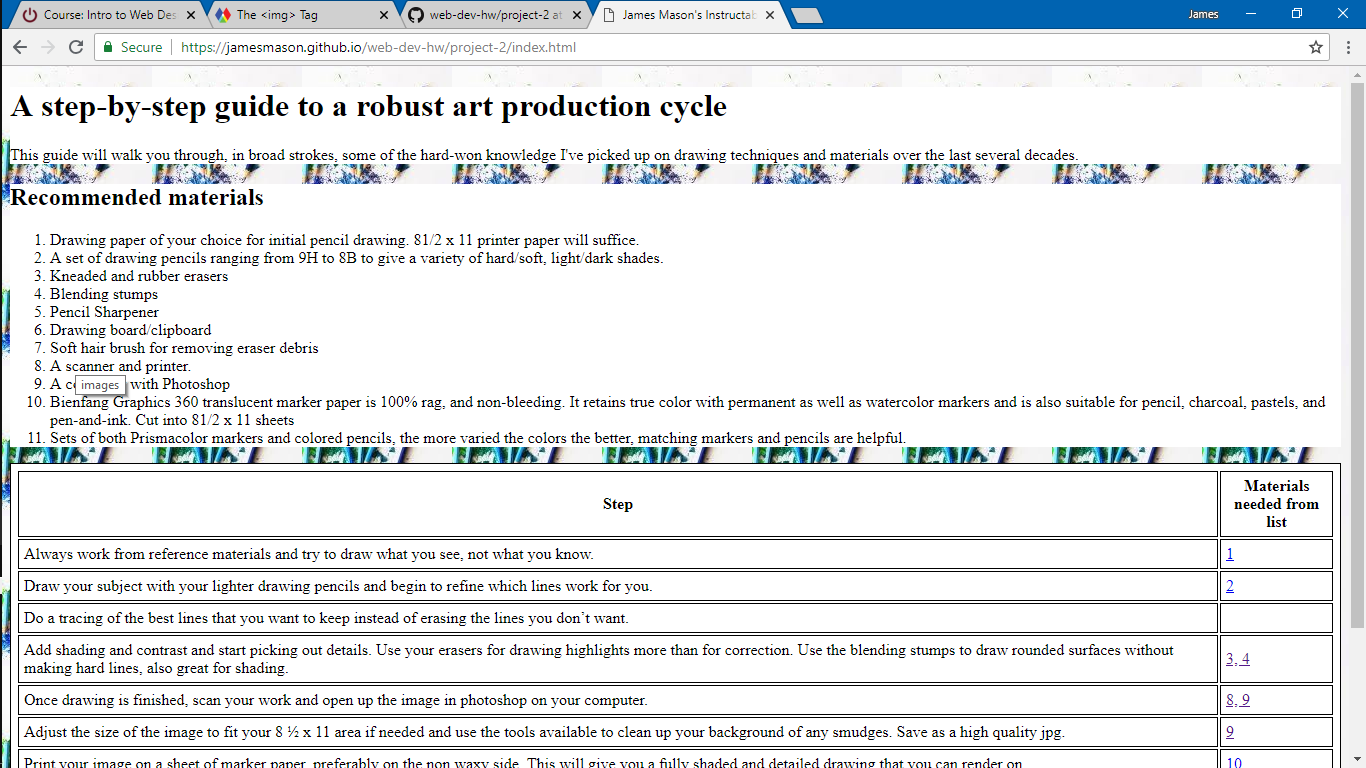 Course: Intro to Web Des
The <img> Tag
web-dev-hw/project-2 at
James Mason's Instructab
James
Secure
https://jamesmason.github.io/web-dev-hw/project-2/index.html
A step-by-step guide to a robust art production cycle
This guide will walk you through, in broad strokes, some of the hard-won knowledge I've picked up on drawing techniques and materials over the last several decades.
Recommended materials
1. Drawing paper of your choice for initial pencil drawing. 81/2 x 11 printer paper will suffice.
2. A set of drawing pencils ranging from 9H to 8B to give a variety of hard/soft, light/dark shades.
3. Kneaded and rubber erasers
4. Blending stumps
5. Pencil Sharpener
6. Drawing board/clipboard
7. Soft hair brush for removing eraser debris
8. A scanner and printer.
9. A with Photoshop
images
10. Bienfang Graphics 360 translucent marker paper is 100% rag, and non-bleeding. It retains true color with permanent as well as watercolor markers and is also suitable for pencil, charcoal, pastels, and
pen-and-ink. Cut into 81/2 x 11 sheets
11. Sets of both Prismacolor markers and colored pencils, the more varied the colors the better, matching markers and pencils are helpful.
Step
Materials
needed from
list
Always work from reference materials and try to draw what you see, not what you know.
1
Draw your subject with your lighter drawing pencils and begin to refine which lines work for you.
2
Do a tracing of the best lines that you want to keep instead of erasing the lines you don’t want.
Add shading and contrast and start picking out details. Use your erasers for drawing highlights more than for correction. Use the blending stumps to draw rounded surfaces without
making hard lines, also great for shading.
3, 4
Once drawing is finished, scan your work and open up the image in photoshop on your computer.
8, 9
Adjust the size of the image to fit your 8 ½ x 11 area if needed and use the tools available to clean up your background of any smudges. Save as a high quality jpg.
9
Print your image on a sheet of marker paper, preferably on the non waxy side. This will give you a fully shaded and detailed drawing that you can render on
10